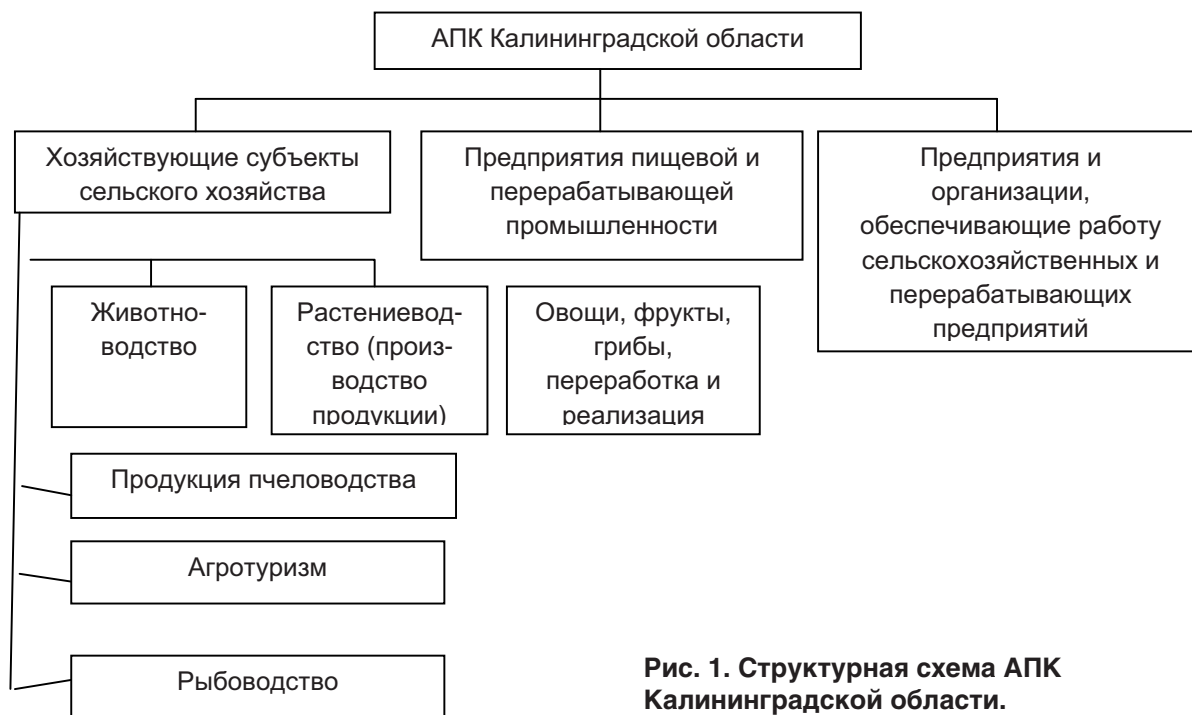 АПК Калининградской области
Хозяйствующие субъекты
сельского хозяйства
Предприятия пищевой и
перерабатывающей
промышленности
Предприятия и
организации,
обеспечивающие работу
сельскохозяйственных и
перерабатывающих
предприятий
Животно-
водство
Растениевод-
ство (произ-
водство
продукции)
Овощи, фрукты,
грибы,
переработка и
реализация
Продукция пчеловодства
Агротуризм
Рыбоводство
Рис. 1. Структурная схема АПК
Калининградской области.